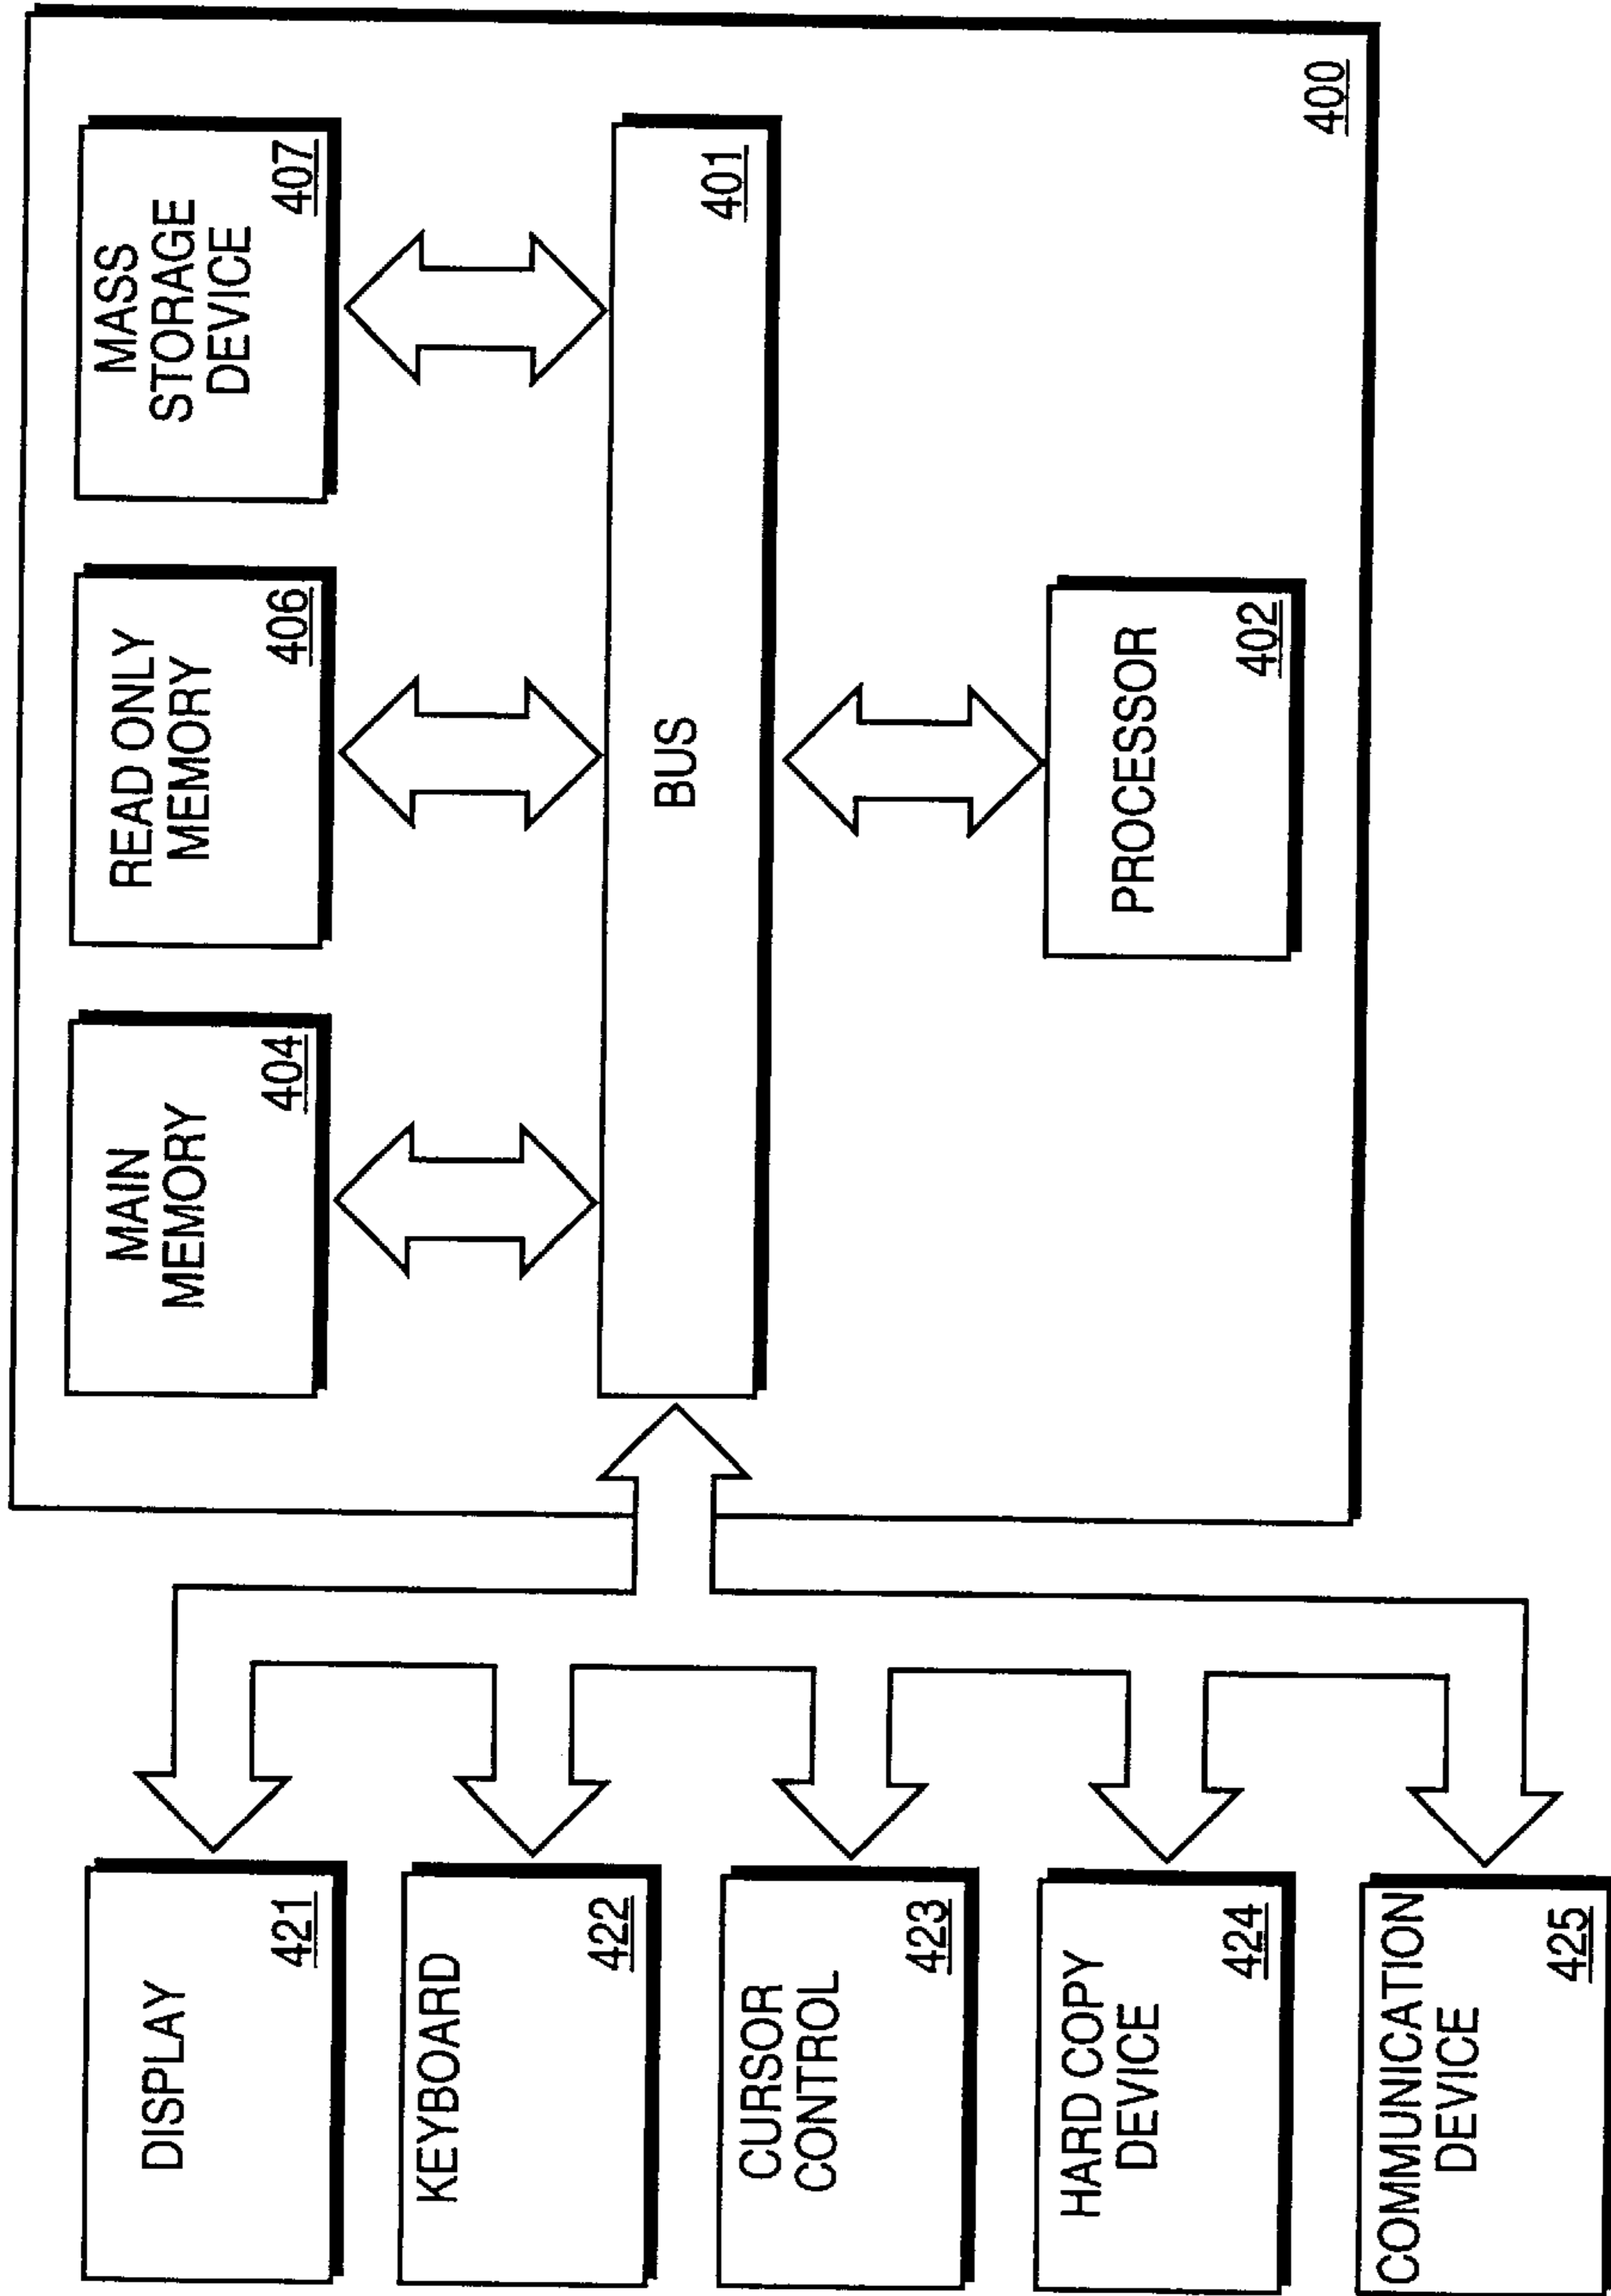 DISPLAY
421
KEYBOARD
422
CURSOR
CONTROL
423
HARD COPY
DEVICE
424
COMMUNICATION
DEVICE
425
MAIN
MEMORY
404
READ ONLY
MEMORY
406
MASS
STORAGE
DEVICE
407
BUS
401
PROCESSOR
402
400